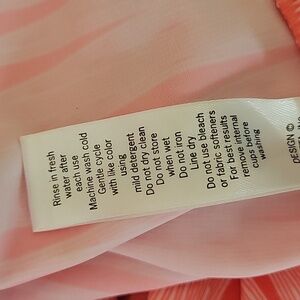 Rinse in fresh
water after
each use
Machine wash cold
Gentle cycle
with like color
using
mild detergent
Do not dry clean
Do not store
when wet
Do not iron
Line dry
Do not use bleach
or fabric softeners
For best results
remove internal
cups before
washing
DESIGN ©